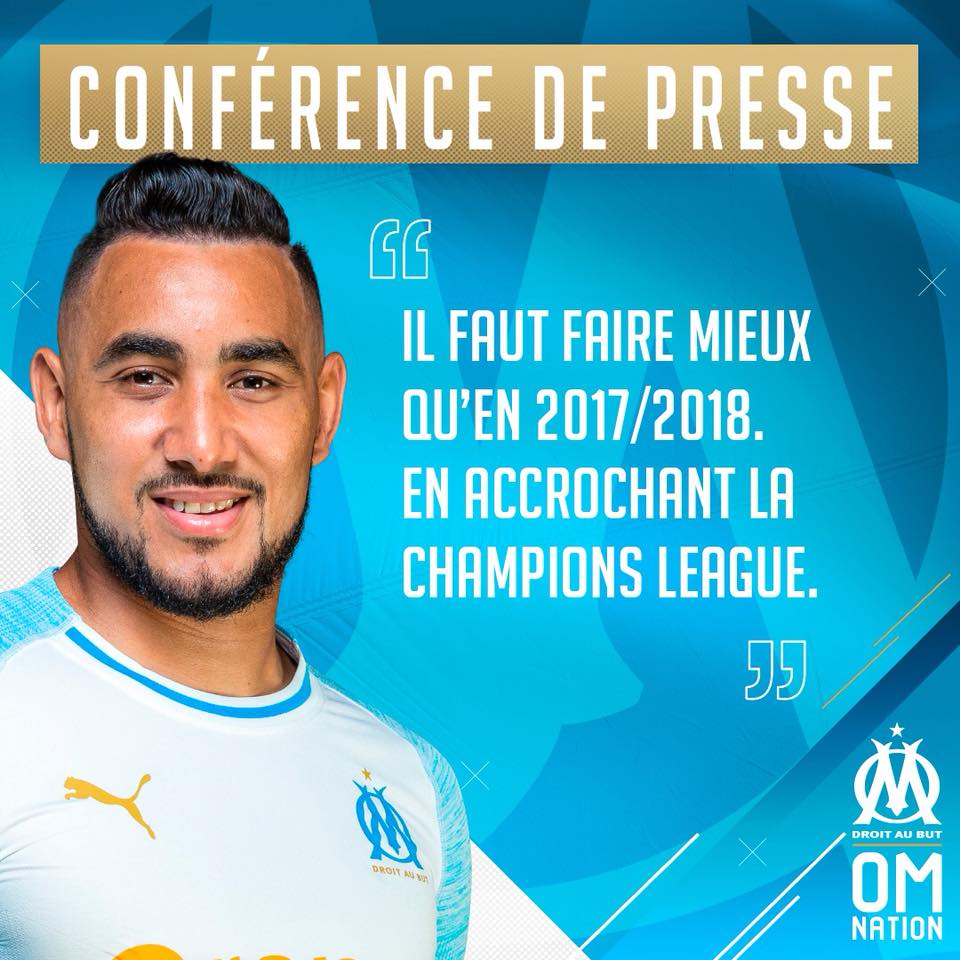 CONFÉRENCE DE PRESSE
“
IL FAUT FAIRE MIEUX
QU'EN 2017/2018.
EN ACCROCHANT LA
CHAMPIONS LEAGUE.
”
DROIT AU BUT
DROIT AU BUT
OM
NATION